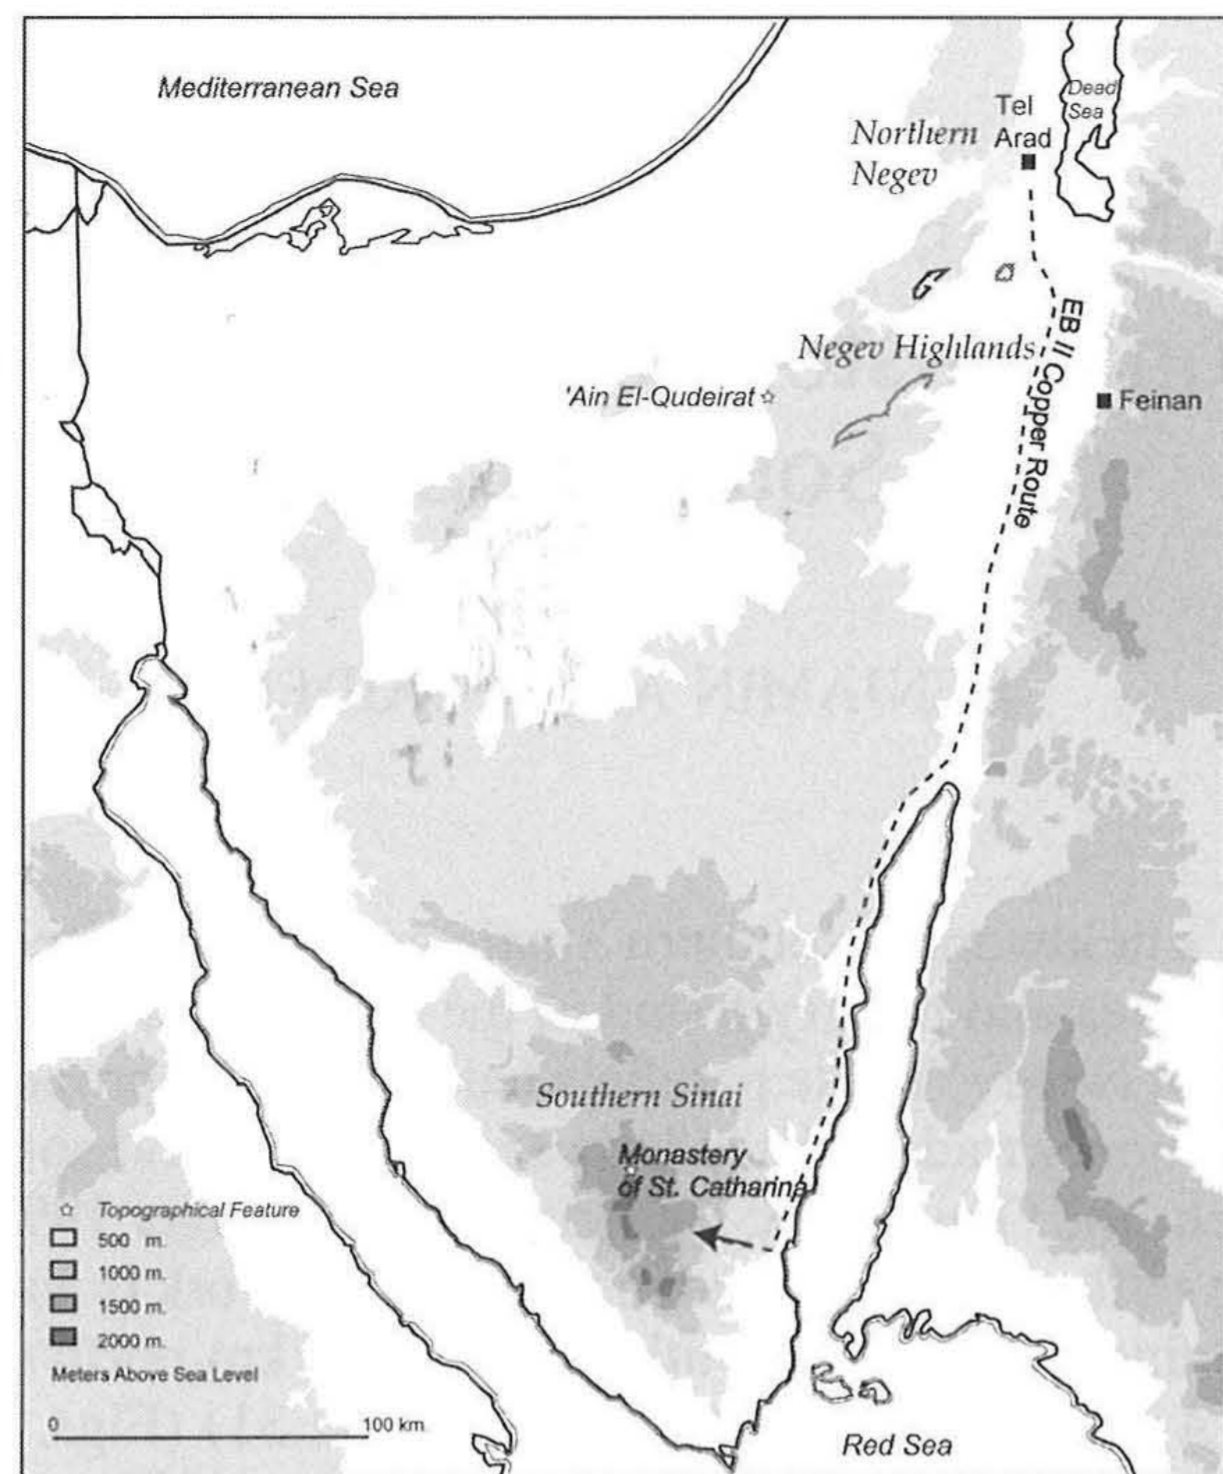 Mediterranean Sea
Dead
Sea
Tel
Arad
Northern
Negev
Negev Highlands
EB II Copper Route
'Ain El-Qudeirat
Feinan
Southern Sinai
Monastery
of St. Catharina
Topographical Feature
500 m.
1000 m.
1500 m.
2000 m.
Meters Above Sea Level
0 100 km.
Red Sea